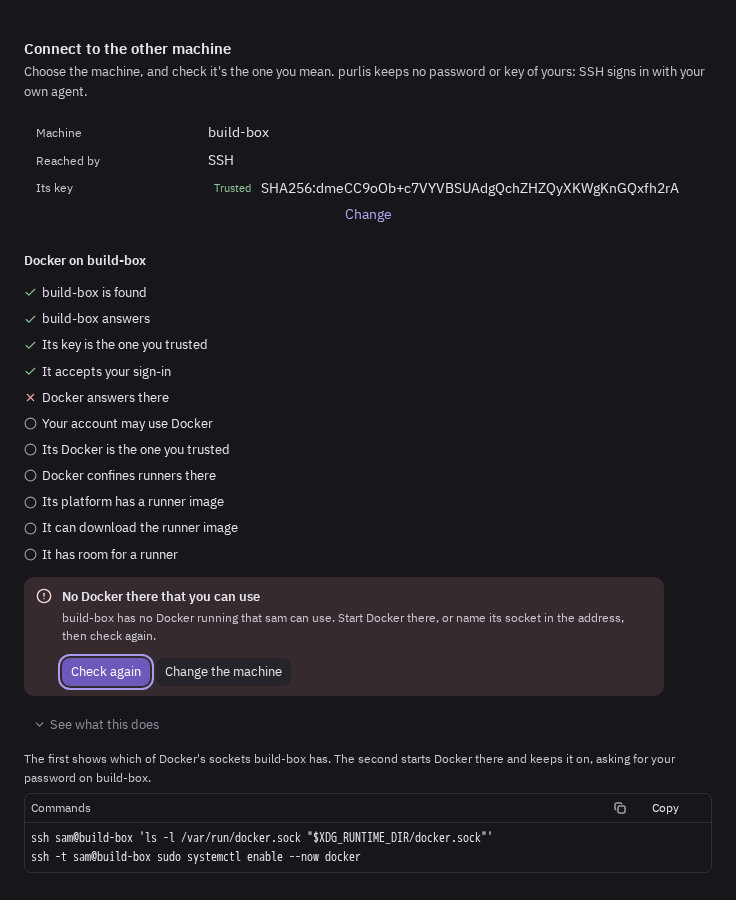 Connect to the other machine
Choose the machine, and check it's the one you mean. purlis keeps no password or key of yours: SSH signs in with your
own agent.
Machine build-box
Reached by SSH
Its key Trusted SHA256:dmeCC9oOb+c7VYVBSUAdgQchZHZQyXKWgKnGQxfh2rA
Change
Docker on build-box
build-box is found
build-box answers
Its key is the one you trusted
It accepts your sign-in
Docker answers there
Your account may use Docker
Its Docker is the one you trusted
Docker confines runners there
Its platform has a runner image
It can download the runner image
It has room for a runner
No Docker there that you can use
build-box has no Docker running that sam can use. Start Docker there, or name its socket in the address,
then check again.
Check again Change the machine
See what this does
The first shows which of Docker's sockets build-box has. The second starts Docker there and keeps it on, asking for your
password on build-box.
Commands Copy
ssh sam@build-box 'ls -l /var/run/docker.sock "$XDG_RUNTIME_DIR/docker.sock"'
ssh -t sam@build-box sudo systemctl enable --now docker